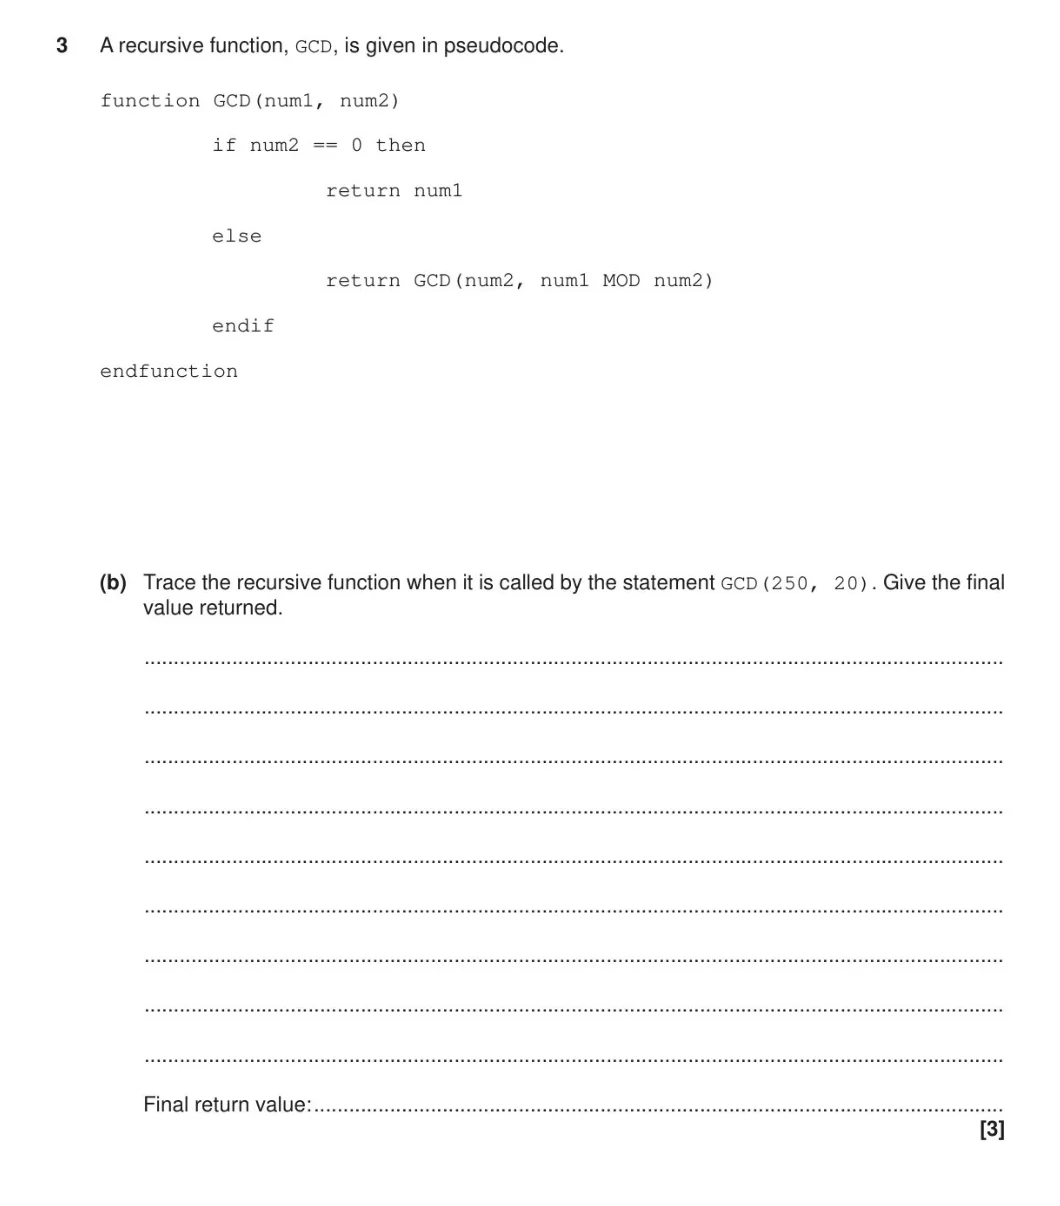 3 A recursive function, GCD, is given in pseudocode.
function GCD(num1, num2)
if num2 == 0 then
return num1
else
return GCD(num2, num1 MOD num2)
endif
endfunction
(b) Trace the recursive function when it is called by the statement GCD(250, 20). Give the final
value returned.
Final return value:
[3]